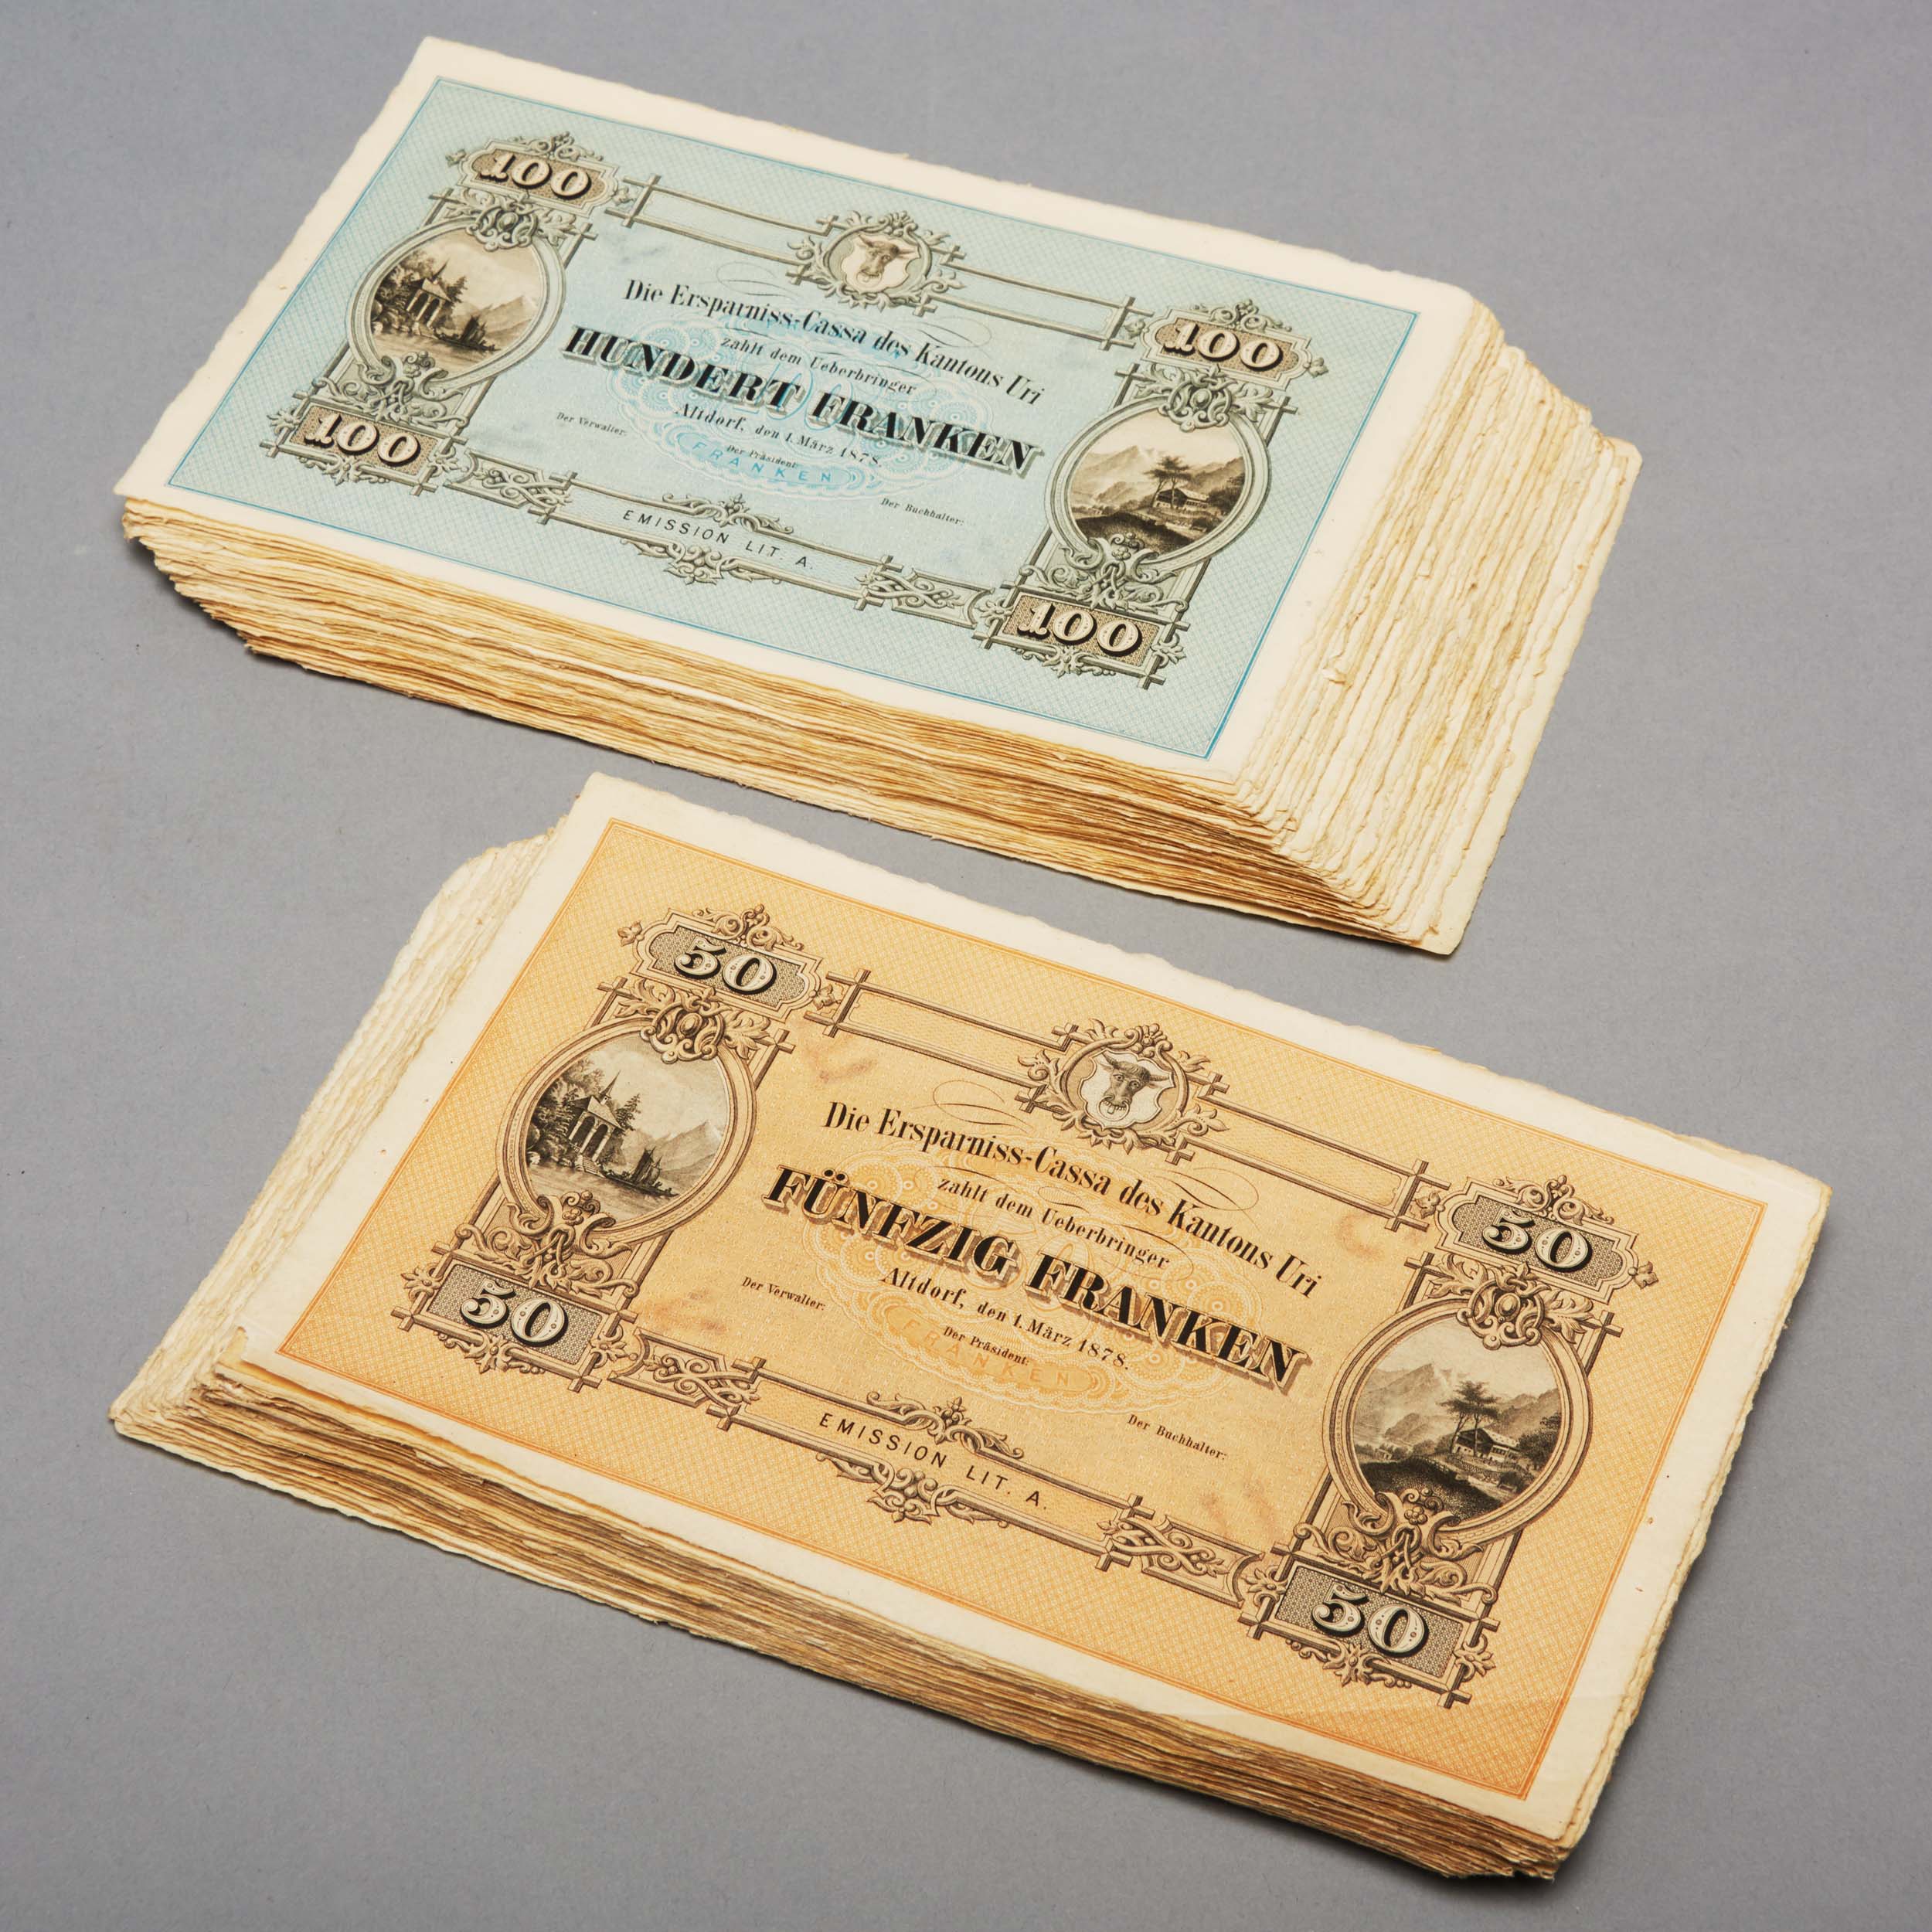 100
100
Die Ersparniss-Cassa des Kantons Uri
zahlt dem Ueberbringer
HUNDERT FRANKEN
Altdorf, den 1. März 1878.
Der Verwalter:
Der Präsident:
FRANKEN
Der Buchhalter:
100
EMISSION LIT. A.
100
50
50
Die Ersparniss-Cassa des Kantons Uri
zahlt dem Ueberbringer
FÜNFZIG FRANKEN
Altdorf, den 1. März 1878.
Der Verwalter:
Der Präsident:
FRANKEN
Der Buchhalter:
50
EMISSION LIT. A.
50